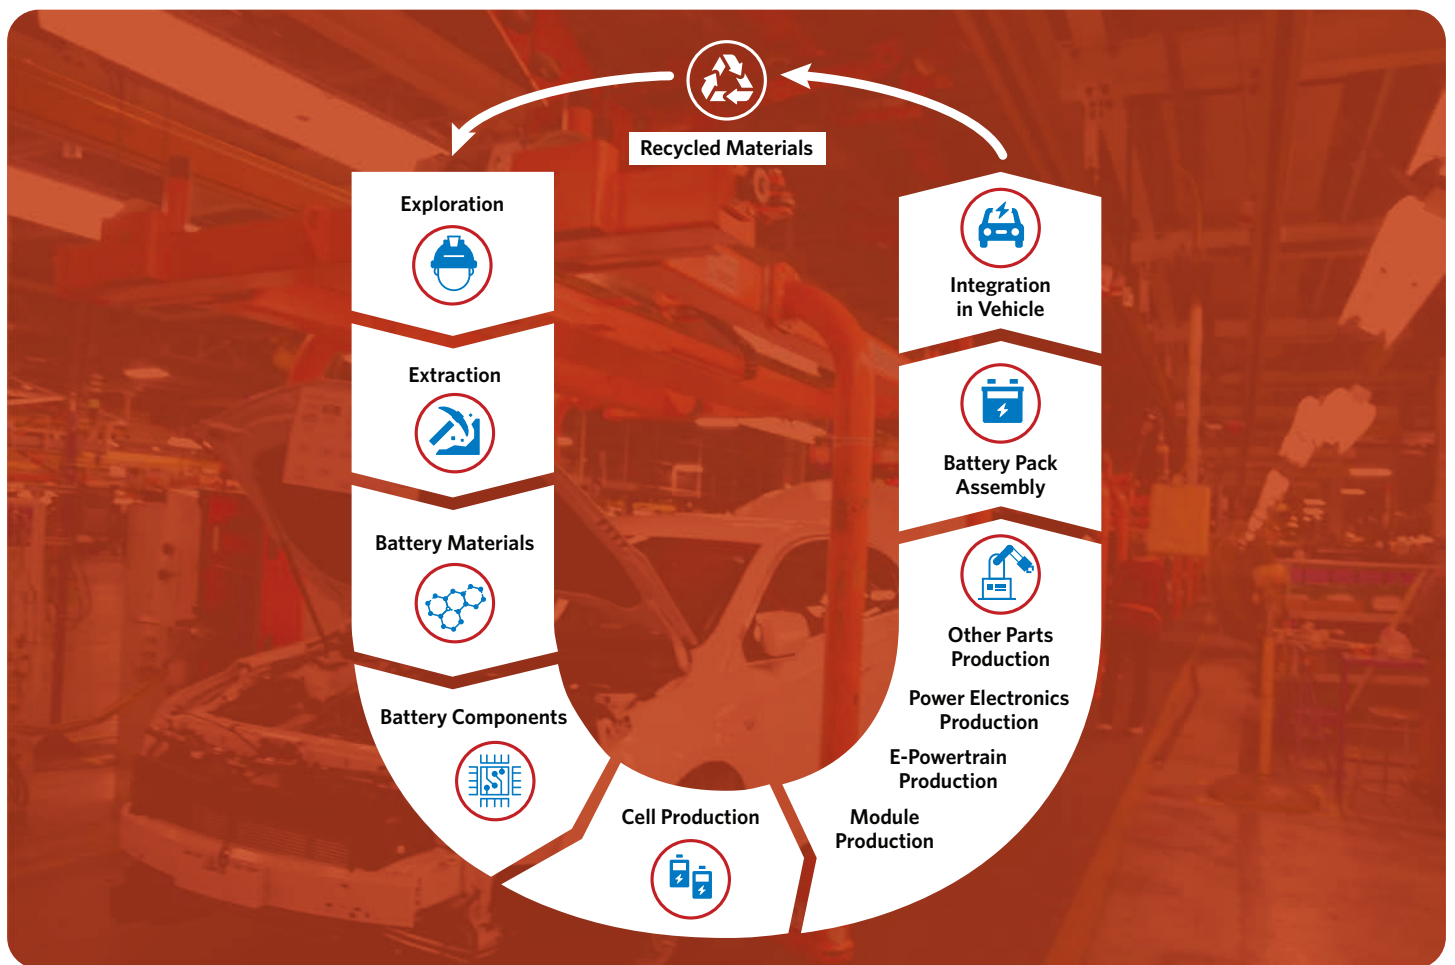 Recycled Materials
Exploration
Extraction
Battery Materials
Battery Components
Cell Production
Module
Production
E-Powertrain
Production
Power Electronics
Production
Other Parts
Production
Battery Pack
Assembly
Integration
in Vehicle